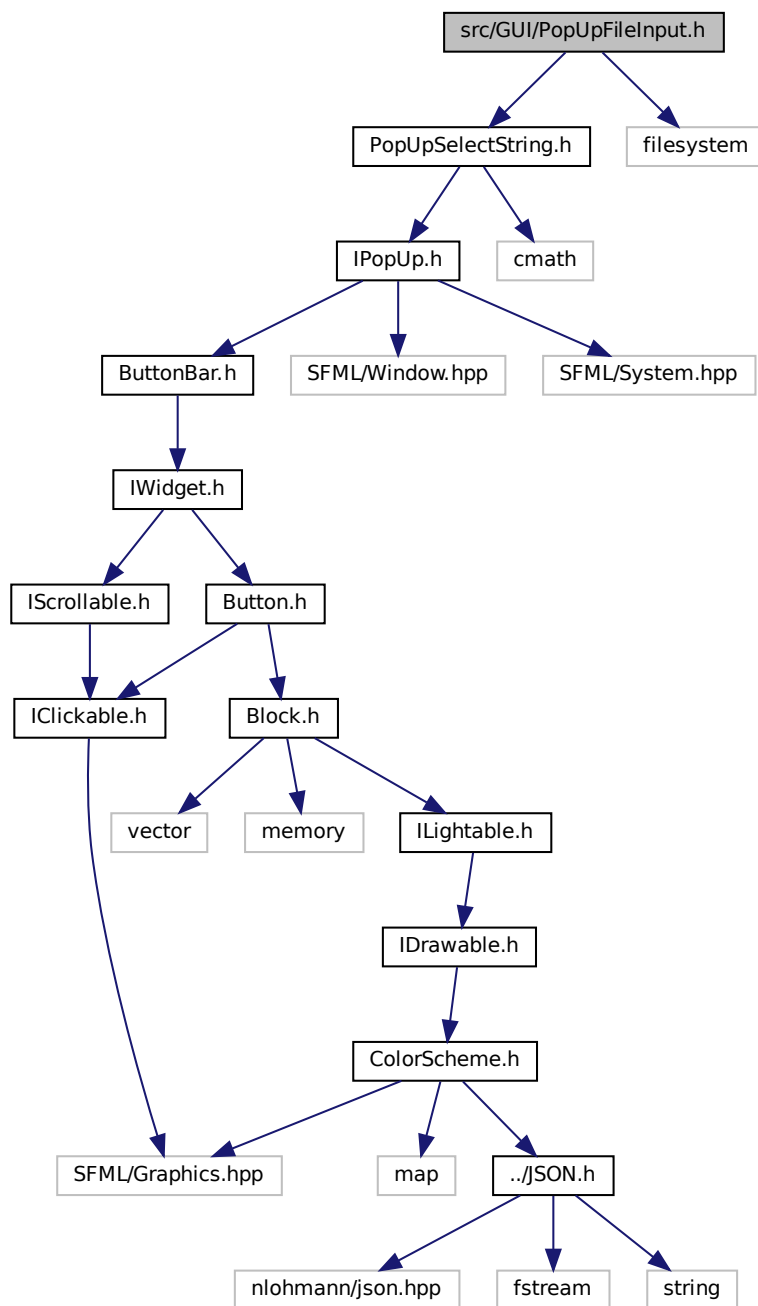 src/GUI/PopUpFileInput.h
PopUpSelectString.h
filesystem
IPopUp.h
cmath
ButtonBar.h
SFML/Window.hpp
SFML/System.hpp
IWidget.h
IScrollable.h
Button.h
IClickable.h
Block.h
vector
memory
ILightable.h
IDrawable.h
ColorScheme.h
SFML/Graphics.hpp
map
../JSON.h
nlohmann/json.hpp
fstream
string